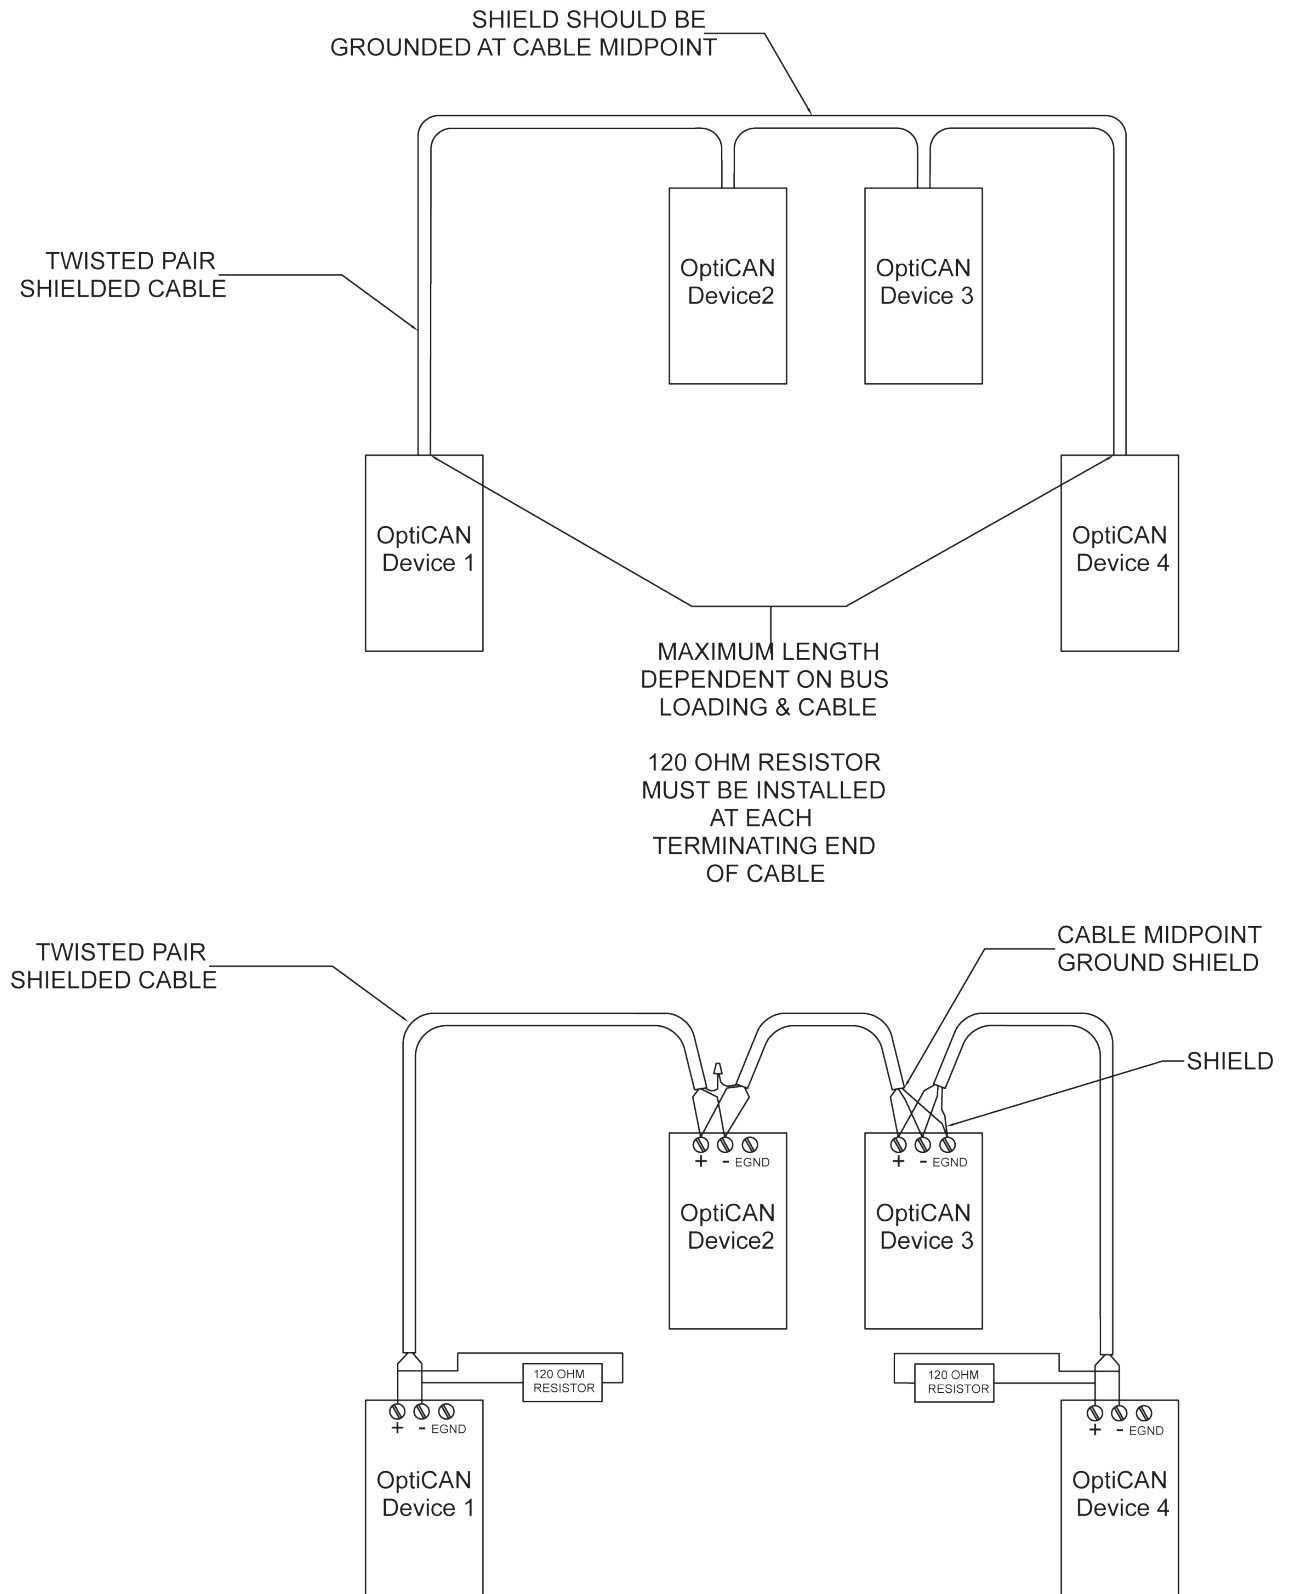 SHIELD SHOULD BE
GROUNDED AT CABLE MIDPOINT
TWISTED PAIR
SHIELDED CABLE
OptiCAN
Device2
OptiCAN
Device 3
OptiCAN
Device 1
OptiCAN
Device 4
MAXIMUM LENGTH
DEPENDENT ON BUS
LOADING & CABLE
120 OHM RESISTOR
MUST BE INSTALLED
AT EACH
TERMINATING END
OF CABLE
TWISTED PAIR
SHIELDED CABLE
CABLE MIDPOINT
GROUND SHIELD
SHIELD
+ - EGND
OptiCAN
Device2
+ - EGND
OptiCAN
Device 3
120 OHM
RESISTOR
120 OHM
RESISTOR
+ - EGND
OptiCAN
Device 1
+ - EGND
OptiCAN
Device 4